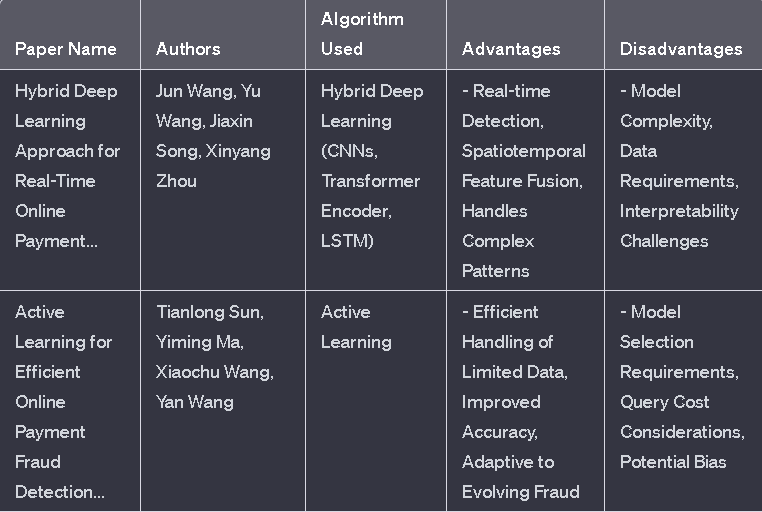 Paper Name
Authors
Algorithm
Used
Advantages
Disadvantages
Hybrid Deep
Learning
Approach for
Real-Time
Online
Payment...
Jun Wang, Yu
Wang, Jiaxin
Song, Xinyang
Zhou
Hybrid Deep
Learning
(CNNs,
Transformer
Encoder,
LSTM)
- Real-time
Detection,
Spatiotemporal
Feature Fusion,
Handles
Complex
Patterns
- Model
Complexity,
Data
Requirements,
Interpretability
Challenges
Active
Learning for
Efficient
Online
Payment
Fraud
Detection...
Tianlong Sun,
Yiming Ma,
Xiaochu Wang,
Yan Wang
Active
Learning
- Efficient
Handling of
Limited Data,
Improved
Accuracy,
Adaptive to
Evolving Fraud
- Model
Selection
Requirements,
Query Cost
Considerations,
Potential Bias